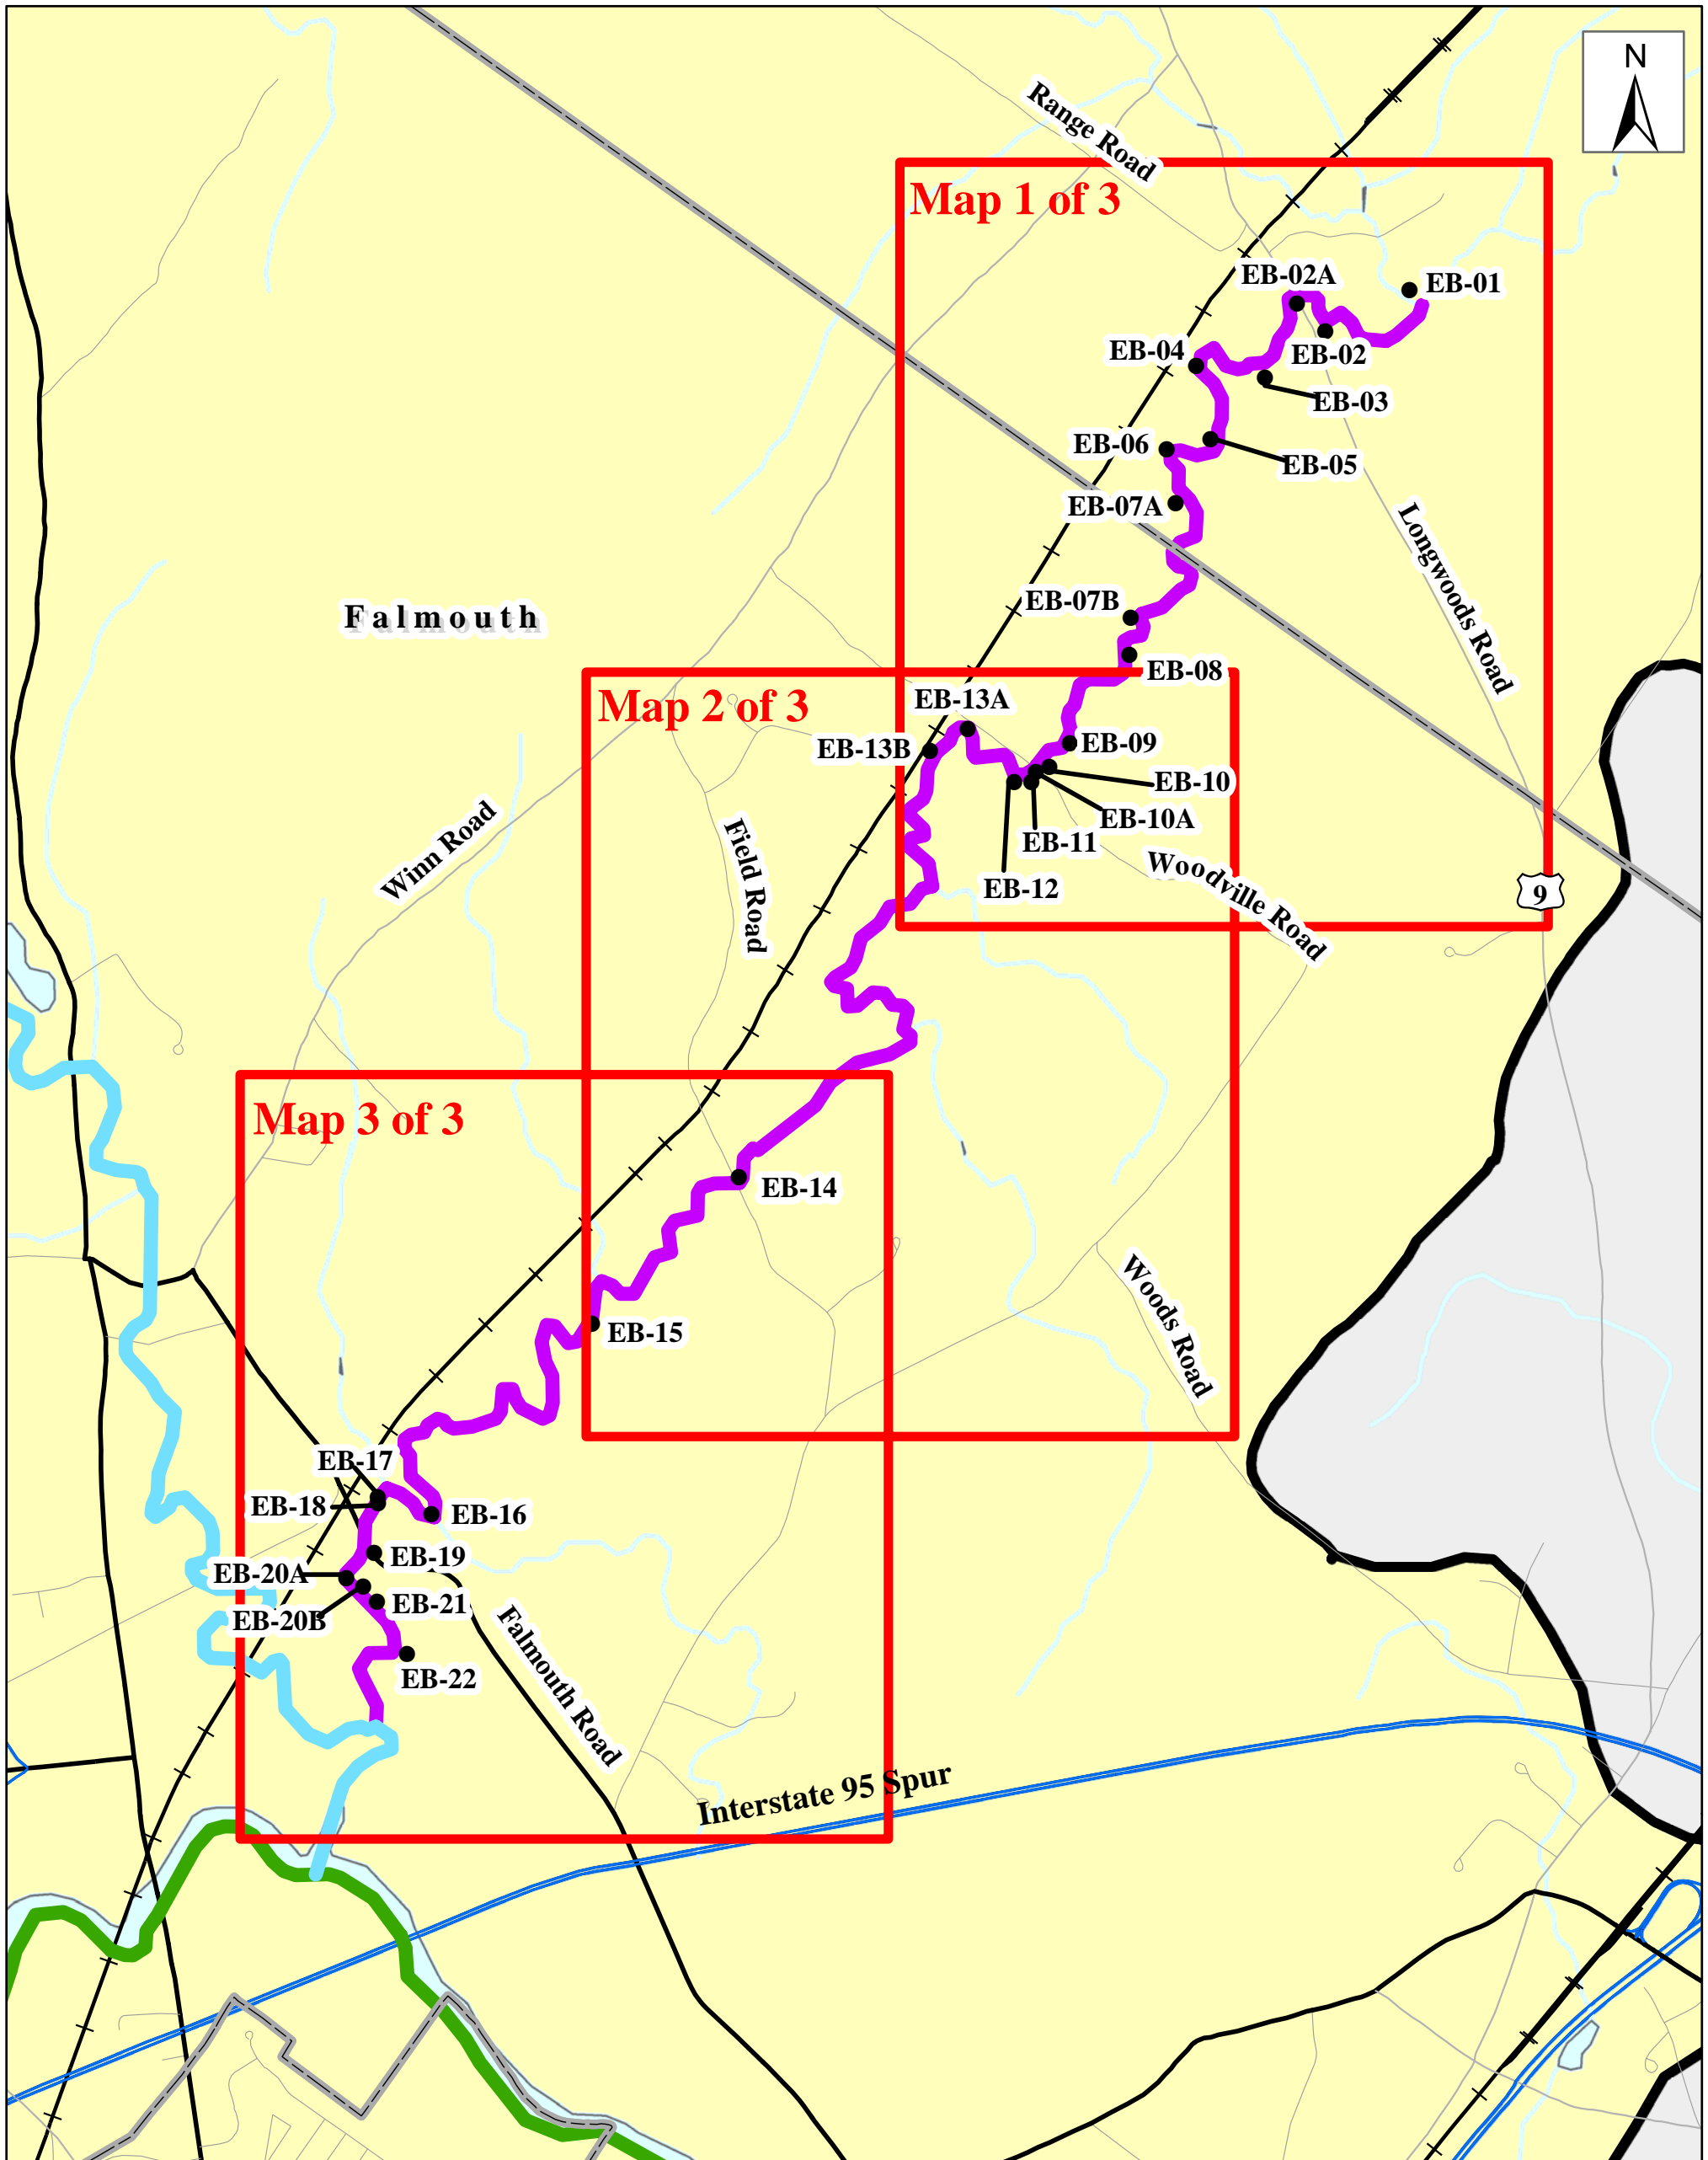 N
Range Road
Map 1 of 3
EB-02A
EB-01
EB-04
EB-02
EB-03
EB-06
EB-05
EB-07A
Longwoods Road
EB-07B
Falmouth
EB-08
EB-13A
Map 2 of 3
EB-13B
EB-09
EB-10
EB-10A
EB-11
Winn Road
Field Road
EB-12
Woodville Road
9
Map 3 of 3
EB-14
Woods Road
EB-15
EB-17
EB-18
EB-16
EB-19
EB-20A
EB-21
EB-20B
Falmouth Road
EB-22
Interstate 95 Spur